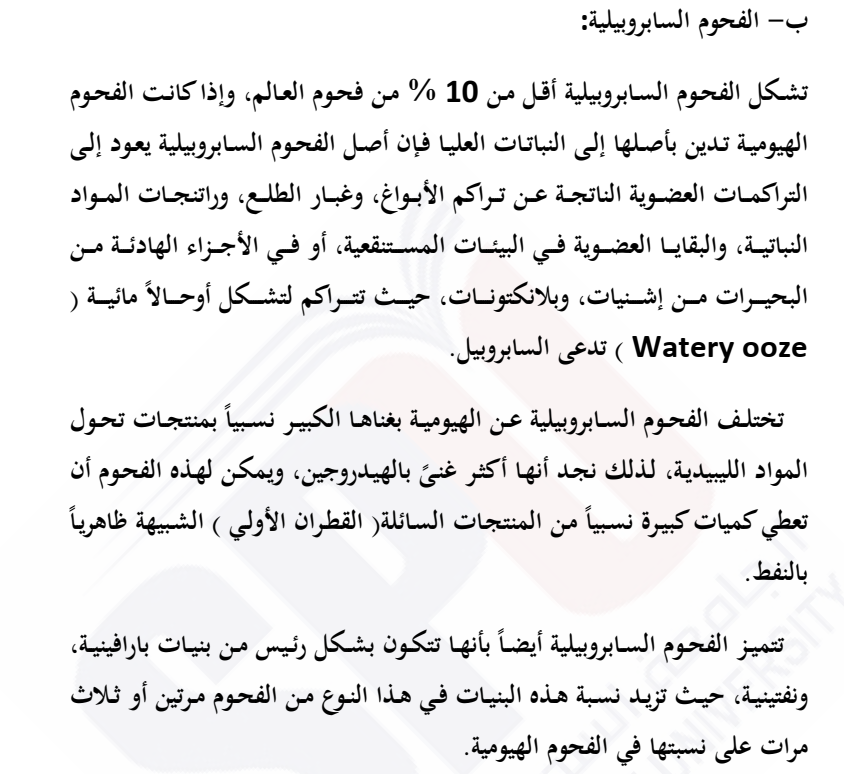 ب– الفحوم السابروبيلية:
تشكل الفحوم السابروبيلية أقل من 10 % من فحوم العالم، وإذا كانت الفحوم
الهيومية تدين بأصلها إلى النباتات العليا فإن أصل الفحوم السابروبيلية يعود إلى
التراكمات العضوية الناتجة عن تراكم الأبواغ، وغبار الطلع، وراتنجات المواد
النباتية، والبقايا العضوية في البيئات المستنقعية، أو في الأجزاء الهادئة من
البحيرات من إشنيات، وبلانكتونات، حيث تتراكم لتشكل أوحالاً مائية (
Watery ooze ) تدعى السابروبيل.
تختلف الفحوم السابروبيلية عن الهيومية بغناها الكبير نسبياً بمنتجات تحول
المواد الليبيدية، لذلك نجد أنها أكثر غنىً بالهيدروجين، ويمكن لهذه الفحوم أن
تعطي كميات كبيرة نسبياً من المنتجات السائلة( القطران الأولي ) الشبيهة ظاهرياً
بالنفط.
تتميز الفحوم السابروبيلية أيضاً بأنها تتكون بشكل رئيس من بنيات بارافينية،
ونفتينية، حيث تزيد نسبة هذه البنيات في هذا النوع من الفحوم مرتين أو ثلاث
مرات على نسبتها في الفحوم الهيومية.